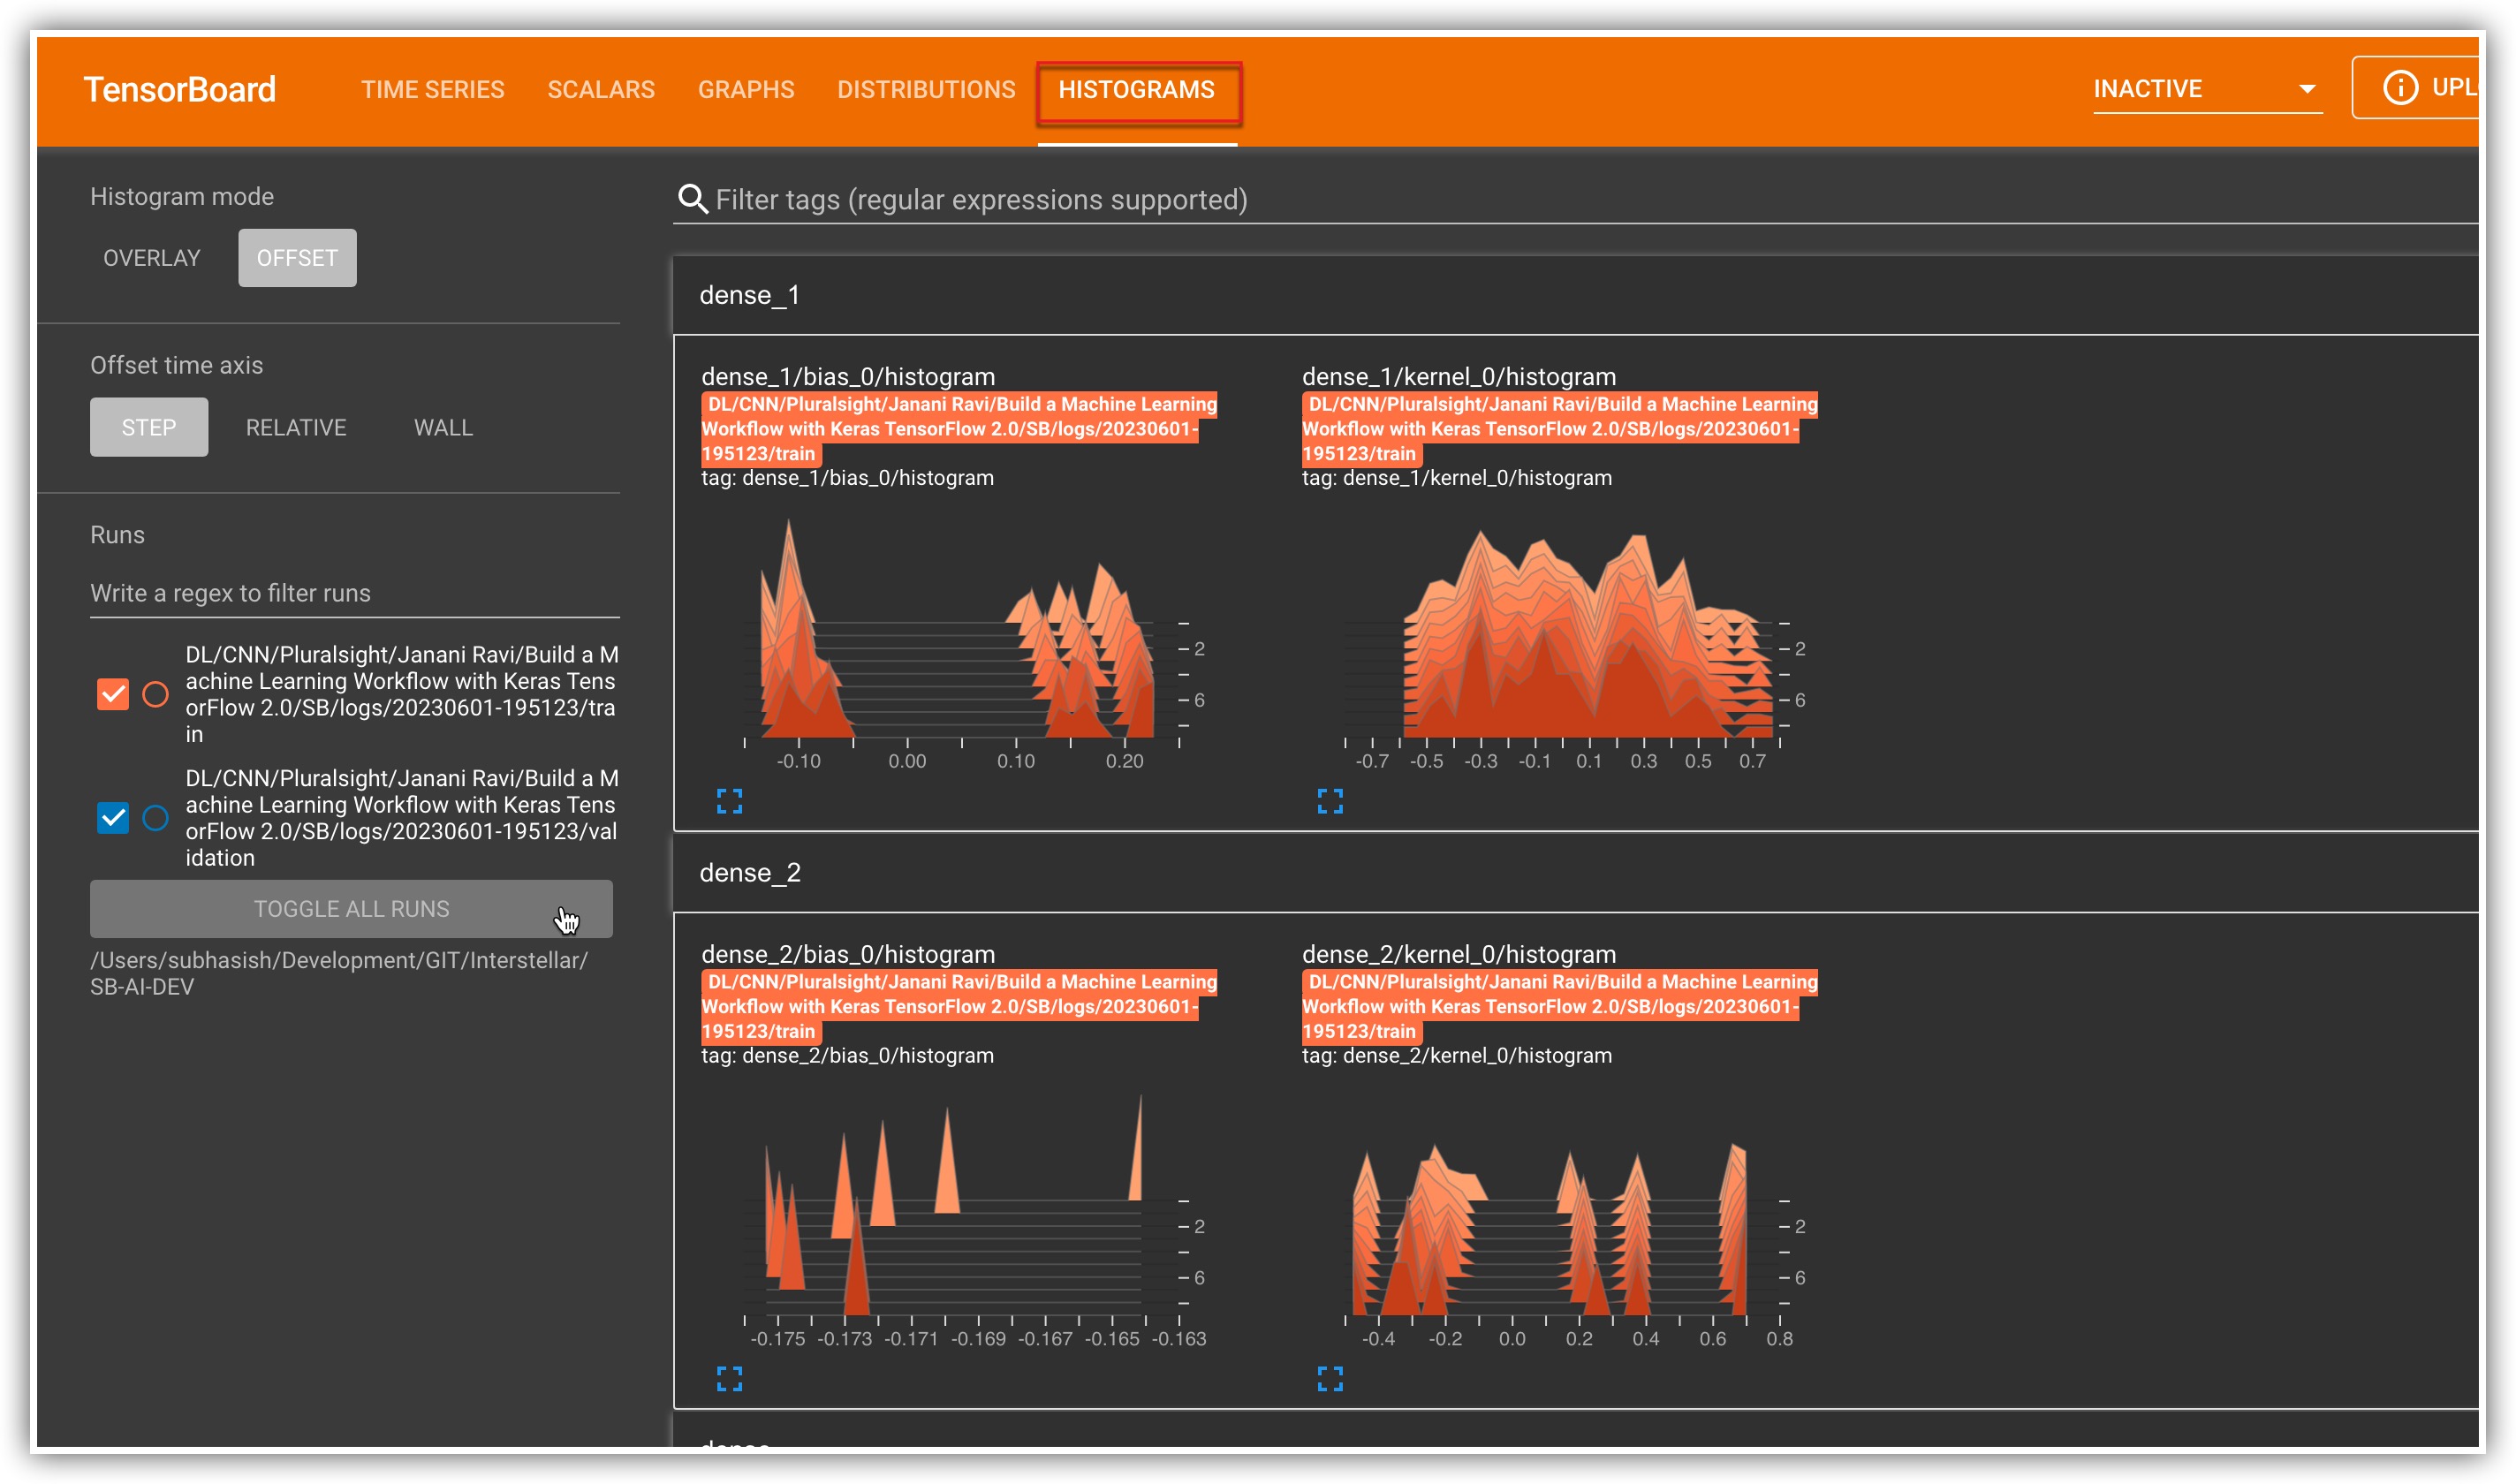 TensorBoard
TIME SERIES
SCALARS
GRAPHS
DISTRIBUTIONS
HISTOGRAMS
INACTIVE
Histogram mode
OVERLAY
OFFSET
Offset time axis
STEP
RELATIVE
WALL
Runs
Write a regex to filter runs
DL/CNN/Pluralsight/Janani Ravi/Build a M
achine Learning Workflow with Keras Tens
orFlow 2.0/SB/logs/20230601-195123/tra
in
DL/CNN/Pluralsight/Janani Ravi/Build a M
achine Learning Workflow with Keras Tens
orFlow 2.0/SB/logs/20230601-195123/val
idation
TOGGLE ALL RUNS
/Users/subhasish/Development/GIT/Interstellar/
SB-AI-DEV
Filter tags (regular expressions supported)
dense_1
dense_1/bias_0/histogram
DL/CNN/Pluralsight/Janani Ravi/Build a Machine Learning
Workflow with Keras TensorFlow 2.0/SB/logs/20230601-
195123/train
tag: dense_1/bias_0/histogram
2
6
-0.10 0.00 0.10 0.20
dense_1/kernel_0/histogram
DL/CNN/Pluralsight/Janani Ravi/Build a Machine Learning
Workflow with Keras TensorFlow 2.0/SB/logs/20230601-
195123/train
tag: dense_1/kernel_0/histogram
2
6
-0.7 -0.5 -0.3 -0.1 0.1 0.3 0.5 0.7
dense_2
dense_2/bias_0/histogram
DL/CNN/Pluralsight/Janani Ravi/Build a Machine Learning
Workflow with Keras TensorFlow 2.0/SB/logs/20230601-
195123/train
tag: dense_2/bias_0/histogram
2
6
-0.175 -0.173 -0.171 -0.169 -0.167 -0.165 -0.163
dense_2/kernel_0/histogram
DL/CNN/Pluralsight/Janani Ravi/Build a Machine Learning
Workflow with Keras TensorFlow 2.0/SB/logs/20230601-
195123/train
tag: dense_2/kernel_0/histogram
2
6
-0.4 -0.2 0.0 0.2 0.4 0.6 0.8